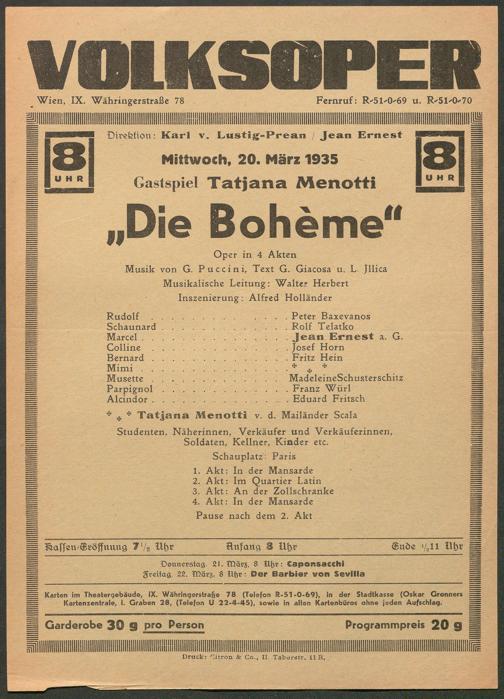 VOLKSOPER
Wien, IX. Währingerstraße 78 Fernruf: R-51-0-69 u. R-51-0-70
8 UHR
Direktion: Karl v. Lustig-Prean / Jean Ernest
8 UHR
Mittwoch, 20. März 1935
Gastspiel Tatjana Menotti
„Die Bohème“
Oper in 4 Akten
Musik von G. Puccini, Text G. Giacosa u. L. Jllica
Musikalische Leitung: Walter Herbert
Inszenierung: Alfred Holländer
Rudolf . . . . . . . . . . . Peter Baxevanos
Schaunard . . . . . . . . . . Rolf Telatko
Marcel . . . . . . . . . . . Jean Ernest a. G.
Colline . . . . . . . . . . . Josef Horn
Bernard . . . . . . . . . . . Fritz Hein
Mimi . . . . . . . . . . . * * *
Musette . . . . . . . . . . . MadeleineSchusterschitz
Parpignol . . . . . . . . . . Franz Würl
Alcindor . . . . . . . . . . . Eduard Fritsch
* * * Tatjana Menotti v. d. Mailänder Scala
Studenten, Näherinnen, Verkäufer und Verkäuferinnen,
Soldaten, Kellner, Kinder etc.
Schauplatz: Paris
1. Akt: In der Mansarde
2. Akt: Im Quartier Latin
3. Akt: An der Zollschranke
4. Akt: In der Mansarde
Pause nach dem 2. Akt
Kassen-Eröffnung 7 1/2 Uhr Anfang 8 Uhr Ende 1/2 11 Uhr
Donnerstag, 21. März, 8 Uhr: Caponsacchi
Freitag, 22. März, 8 Uhr: Der Barbier von Sevilla
Karten im Theatergebäude, IX. Währingerstraße 78 (Telefon R-51-0-69), in der Stadtkasse (Oskar Gronners
Kartenzentrale, I. Graben 28, (Telefon U 22-4-45), sowie in allen Kartenbüros ohne jeden Aufschlag.
Garderobe 30 g pro Person Programmpreis 20 g
Druck: Citron & Co., II. Taborstr. 41 B.